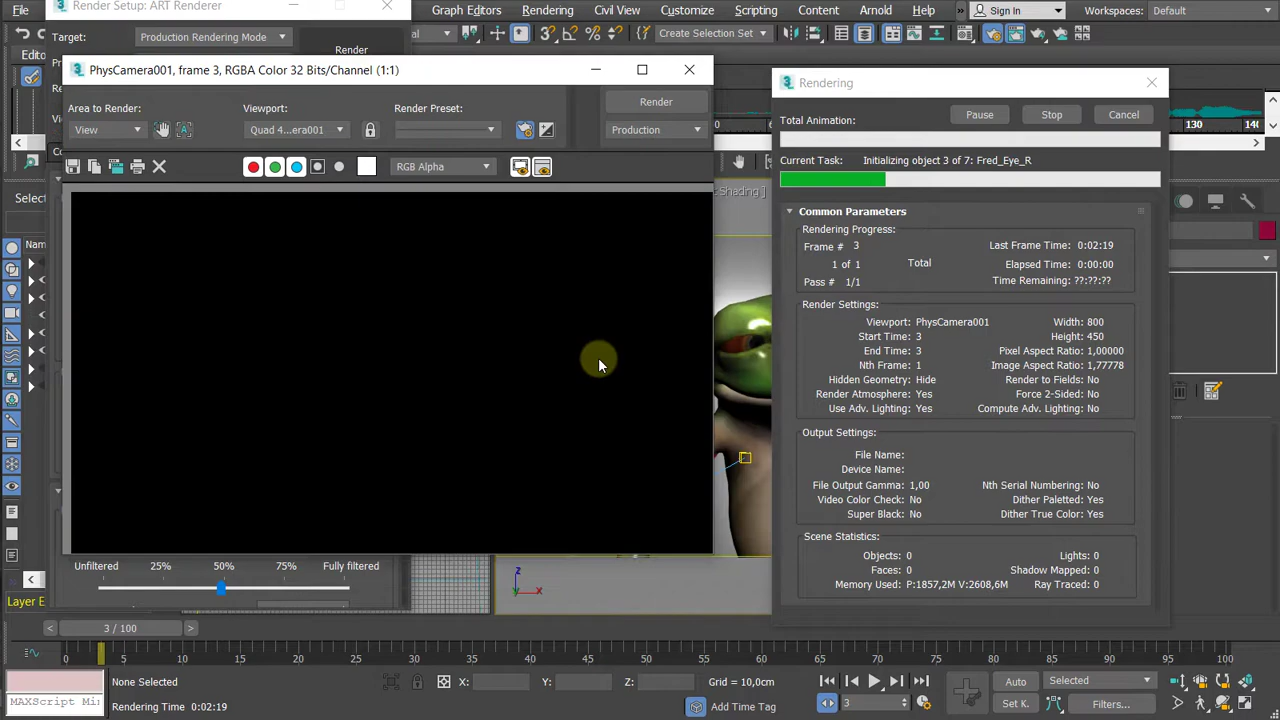 Render Setup: ART Renderer
Target:
Production Rendering Mode
Render
Graph Editors
Rendering
Civil View
Customize
Scripting
Content
Arnold
Sign In
Workspaces:
Default
Create Selection Set
PhysCamera001, frame 3, RGBA Color 32 Bits/Channel (1:1)
Area to Render:
View
Viewport:
Quad 4...era001
Render Preset:
Render
Production
RGB Alpha
Rendering
Total Animation:
Pause
Stop
Cancel
Current Task:
Initializing object 3 of 7: Fred_Eye_R
Common Parameters
Rendering Progress:
Frame # 3
1 of 1
Total
Pass # 1/1
Last Frame Time: 0:02:19
Elapsed Time: 0:00:00
Time Remaining: ??:??:??
Render Settings:
Viewport: PhysCamera001
Start Time: 3
End Time: 3
Nth Frame: 1
Hidden Geometry: Hide
Render Atmosphere: Yes
Use Adv. Lighting: Yes
Width: 800
Height: 450
Pixel Aspect Ratio: 1,00000
Image Aspect Ratio: 1,77778
Render to Fields: No
Force 2-Sided: No
Compute Adv. Lighting: No
Output Settings:
File Name:
Device Name:
File Output Gamma: 1,00
Video Color Check: No
Super Black: No
Nth Serial Numbering: No
Dither Paletted: Yes
Dither True Color: Yes
Scene Statistics:
Objects: 0
Faces: 0
Memory Used: P:1857,2M V:2608,6M
Lights: 0
Shadow Mapped: 0
Ray Traced: 0
130
Unfiltered
25%
50%
75%
Fully filtered
z
x
3 / 100
0 5 10 15 20 25 30 35 40 45 50 55 60 65 70 75 80 85 90 95 100
None Selected
X:
Y:
Z:
Grid = 10,0cm
Auto
Selected
MAXScript Mi
Rendering Time 0:02:19
Add Time Tag
3
Set K.
Filters...